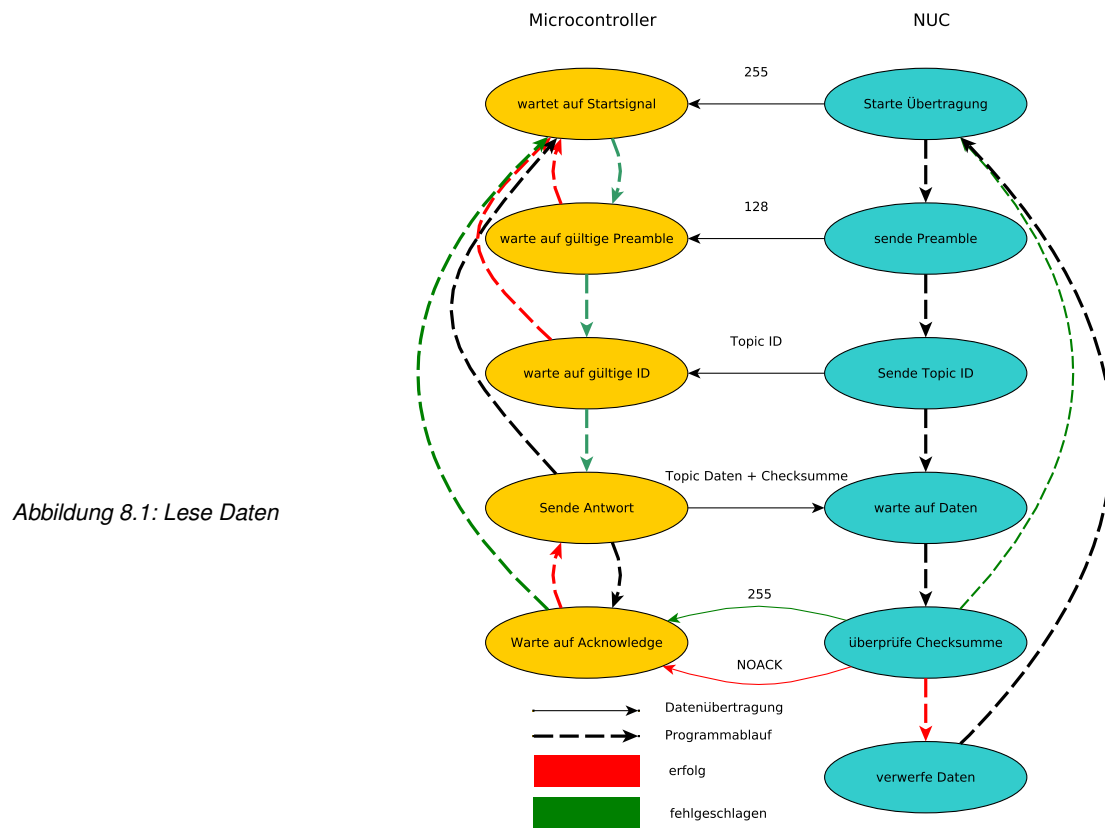 Microcontroller
NUC
255
wartet auf Startsignal
Starte Übertragung
128
warte auf gültige Preamble
sende Preamble
Topic ID
warte auf gültige ID
Sende Topic ID
Topic Daten + Checksumme
Sende Antwort
warte auf Daten
Abbildung 8.1: Lese Daten
255
Warte auf Acknowledge
überprüfe Checksumme
NOACK
Datenübertragung
Programmablauf
erfolg
verwerfe Daten
fehlgeschlagen